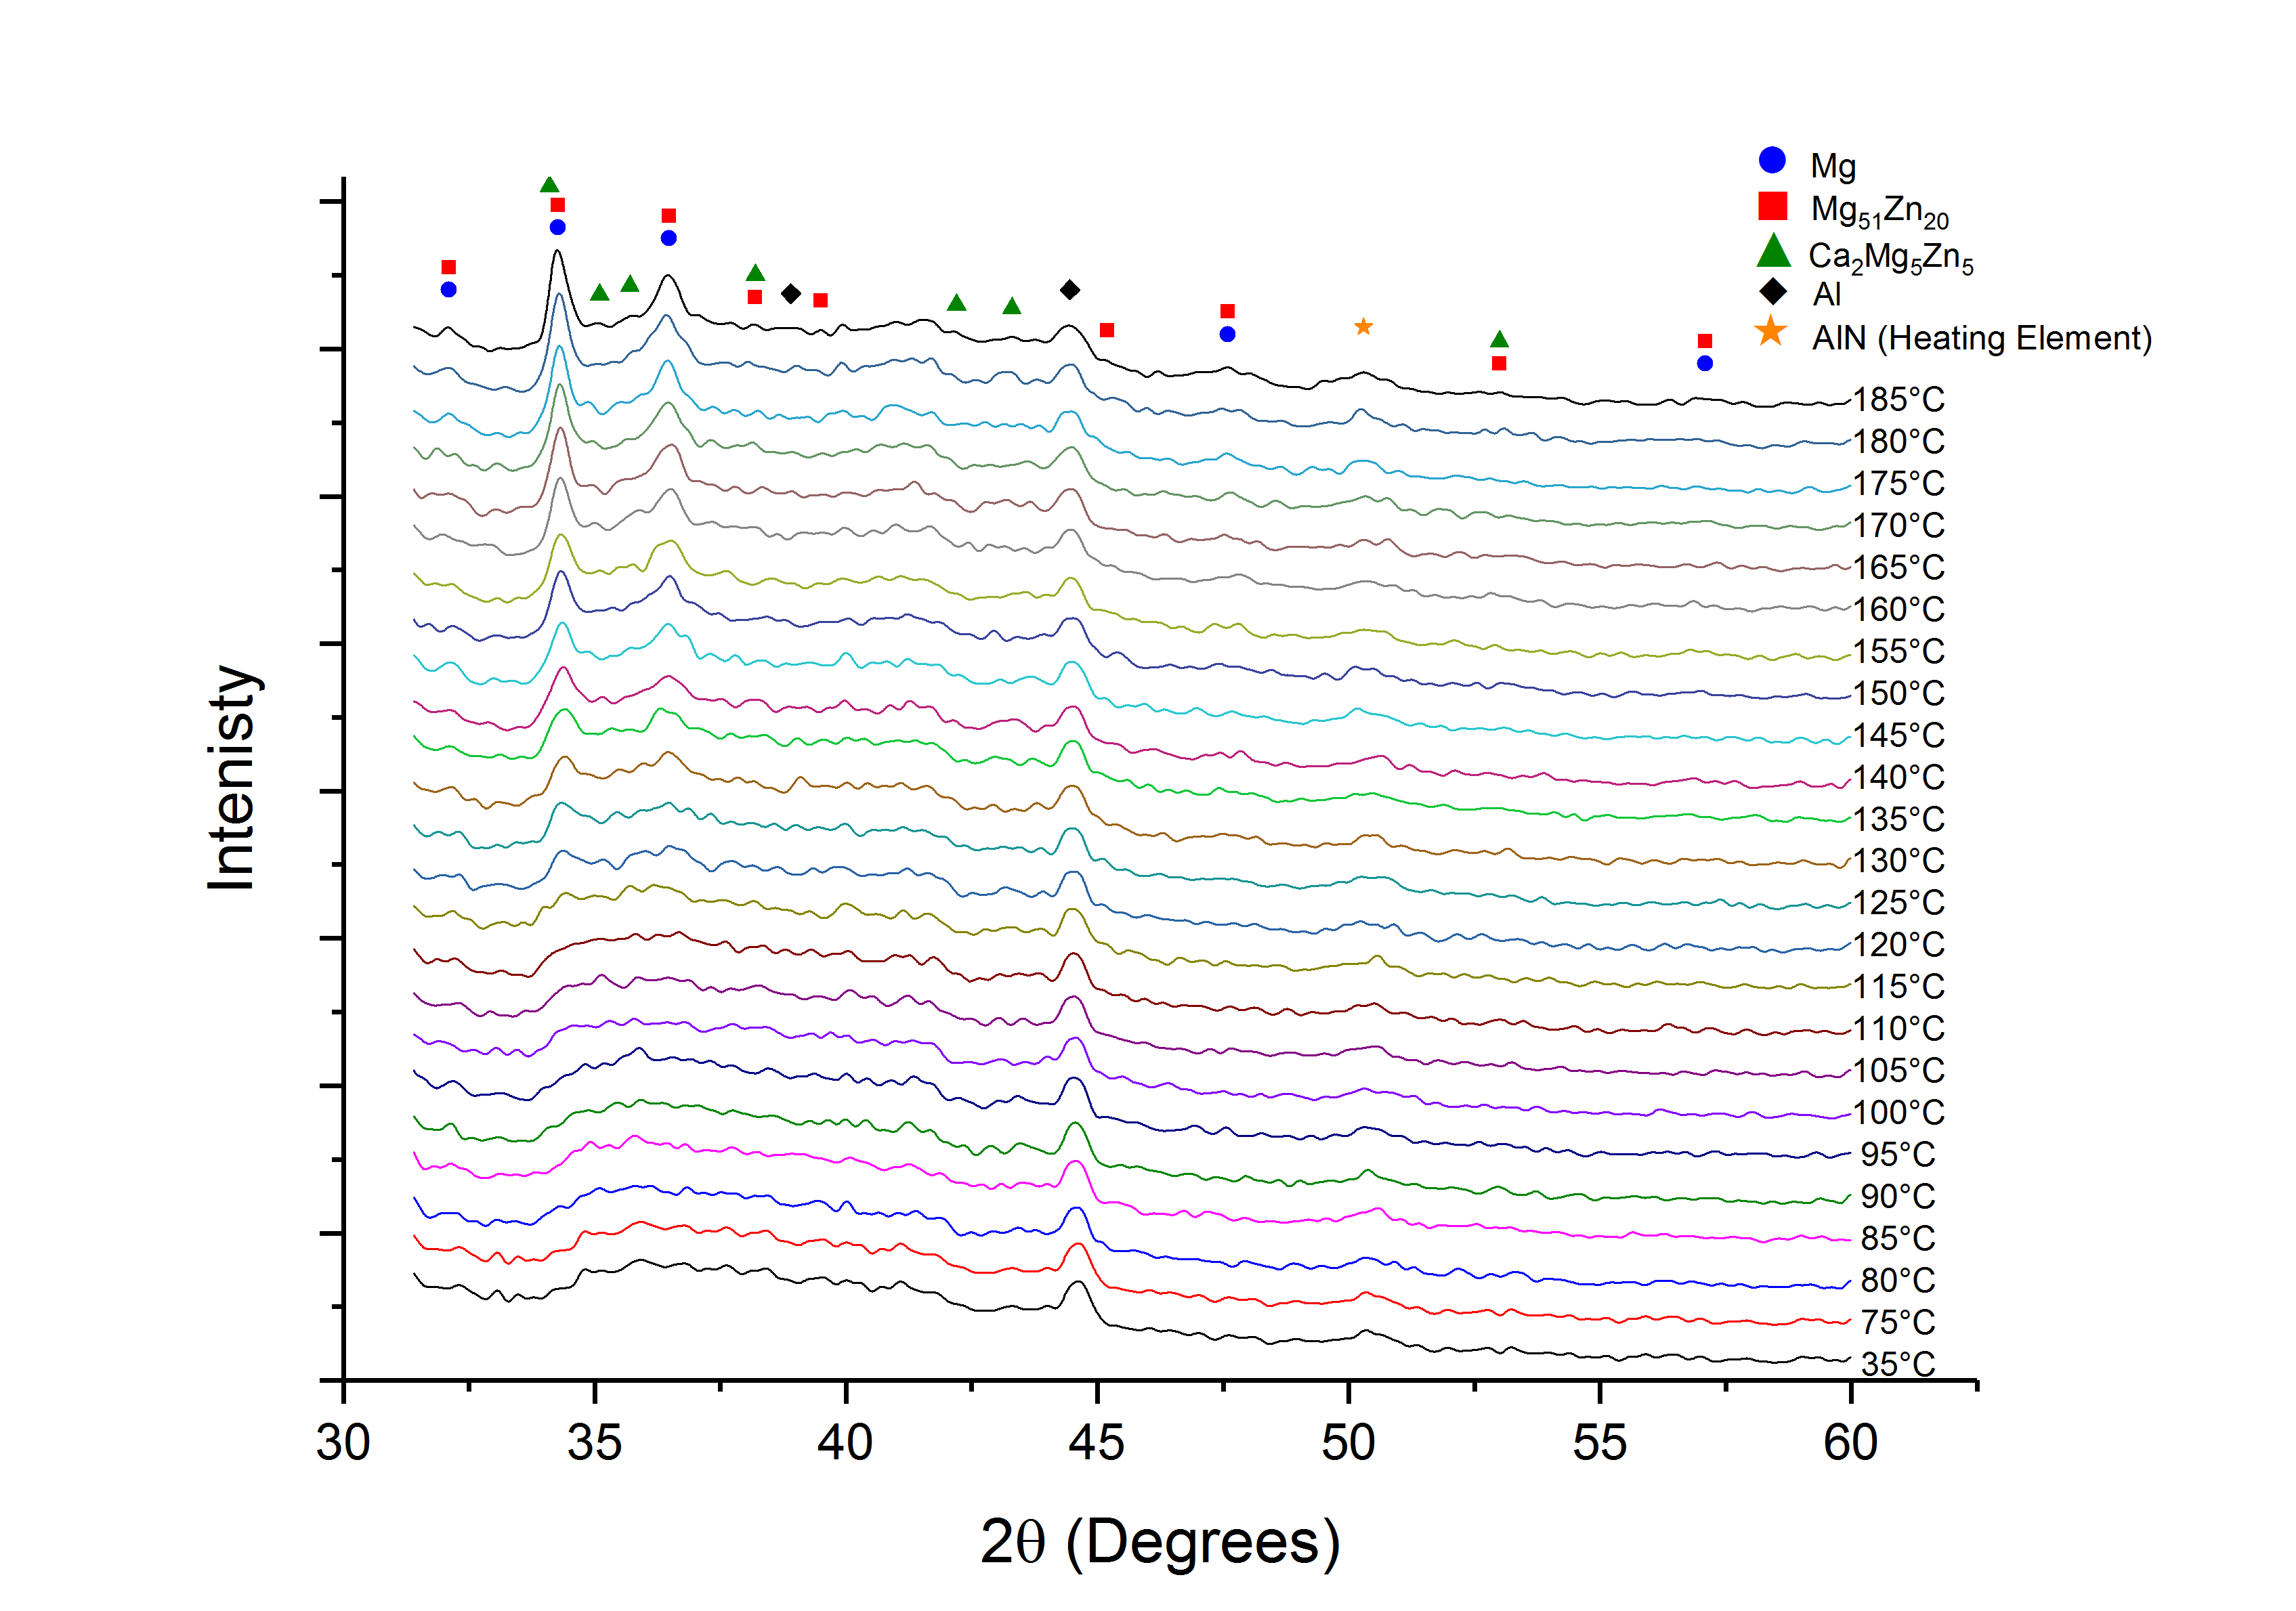 Mg
Mg51Zn20
Ca2Mg5Zn5
Al
AlN (Heating Element)
185°C
180°C
175°C
170°C
165°C
160°C
155°C
150°C
145°C
140°C
135°C
130°C
125°C
120°C
115°C
110°C
105°C
100°C
95°C
90°C
85°C
80°C
75°C
35°C
Intenisty
30 35 40 45 50 55 60
2θ (Degrees)